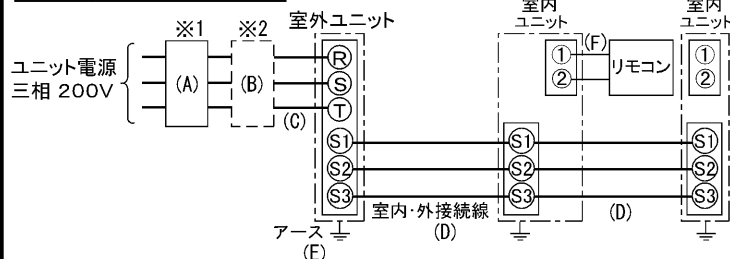 ※1
※2
室外ユニット
室内
ユニット
室内
ユニット
ユニット電源
三相 200V
(A)
(B)
(C)
R
S
T
S1
S2
S3
①
②
(F)
リモコン
①
②
S1
S2
S3
S1
S2
S3
室内・外接続線
(D)
(D)
アース
(E)